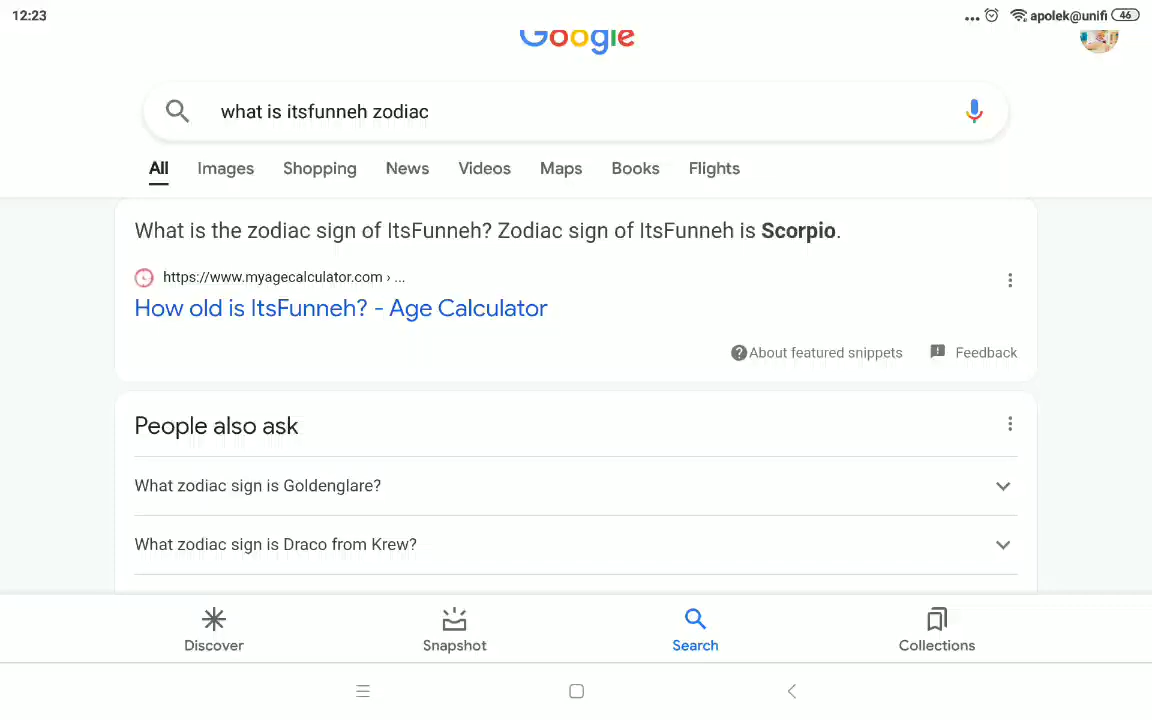 12:23
... apolek@unifi 46
Google
what is itsfunneh zodiac
All Images Shopping News Videos Maps Books Flights
What is the zodiac sign of ItsFunneh? Zodiac sign of ItsFunneh is Scorpio.
https://www.myagecalculator.com › ...
How old is ItsFunneh? - Age Calculator
About featured snippets Feedback
People also ask
What zodiac sign is Goldenglare?
What zodiac sign is Draco from Krew?
Discover Snapshot Search Collections